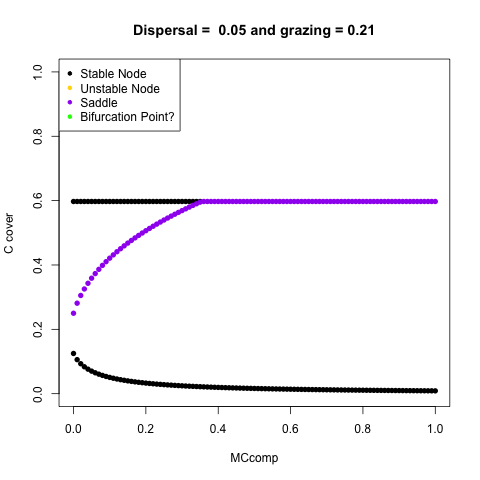 Dispersal =  0.05 and grazing = 0.21
Stable Node
Unstable Node
Saddle
Bifurcation Point?
C cover
1.0
0.8
0.6
0.4
0.2
0.0
0.0 0.2 0.4 0.6 0.8 1.0
MCcomp